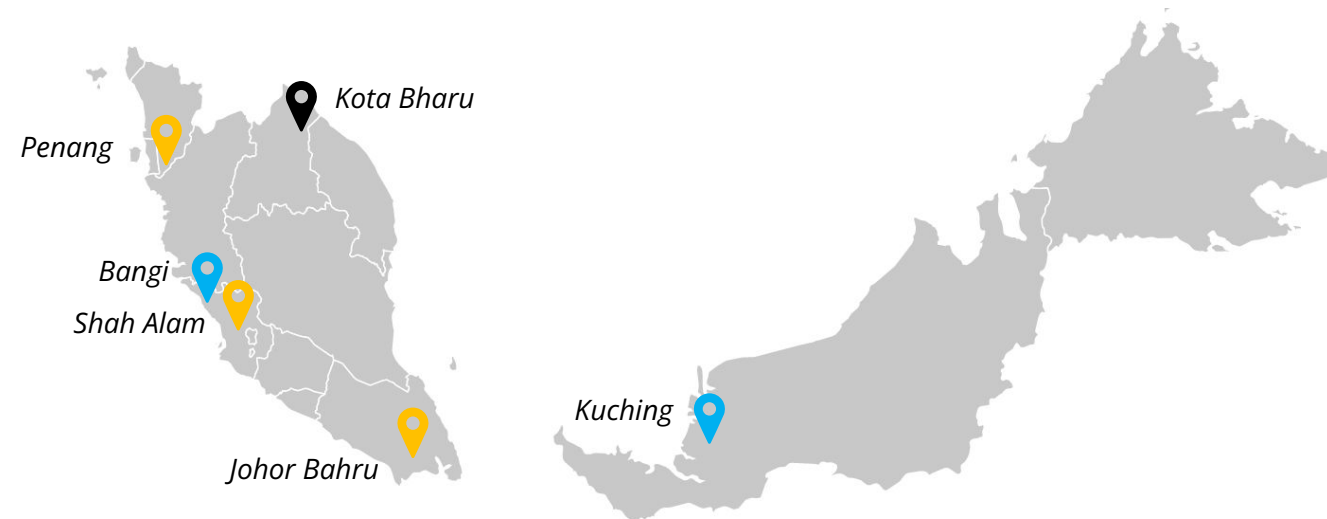 Kota Bharu
Penang
Bangi
Shah Alam
Kuching
Johor Bahru